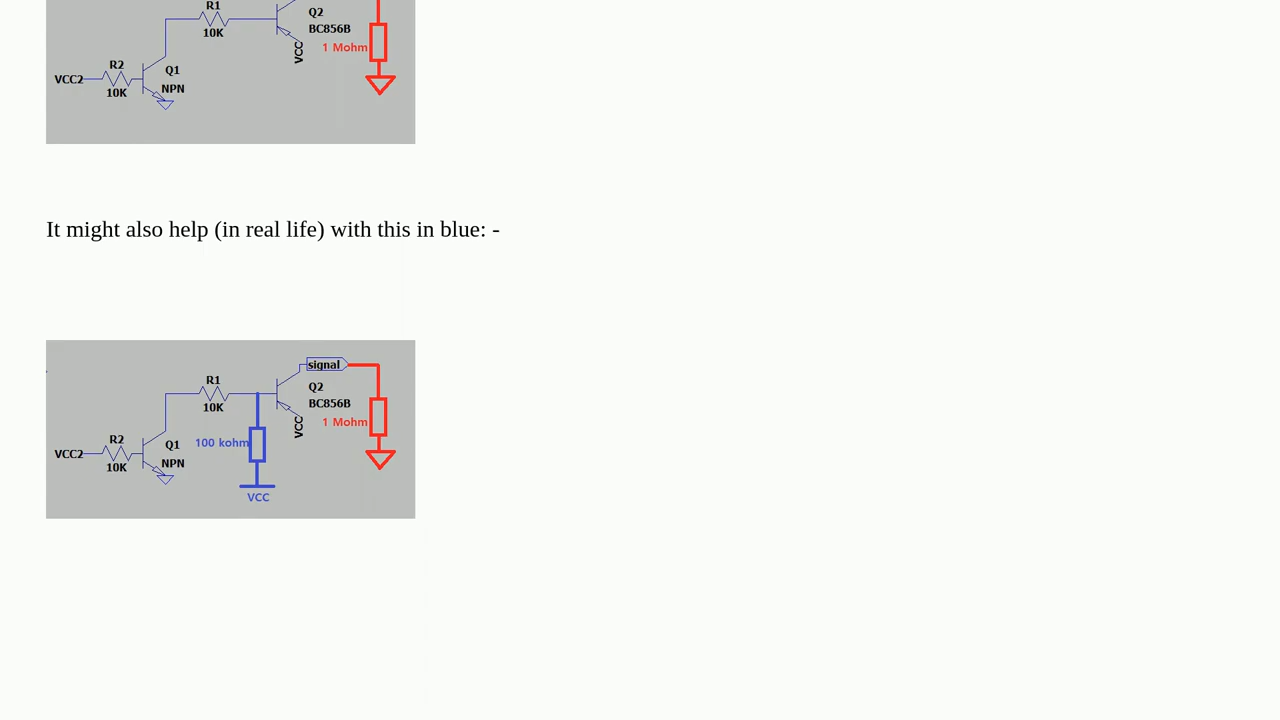 R1
10K
Q2
BC856B
1 Mohm
VCC
R2
VCC2
10K
Q1
NPN
It might also help (in real life) with this in blue: -
signal
R1
10K
Q2
BC856B
1 Mohm
VCC
100 kohm
R2
VCC2
10K
Q1
NPN
VCC